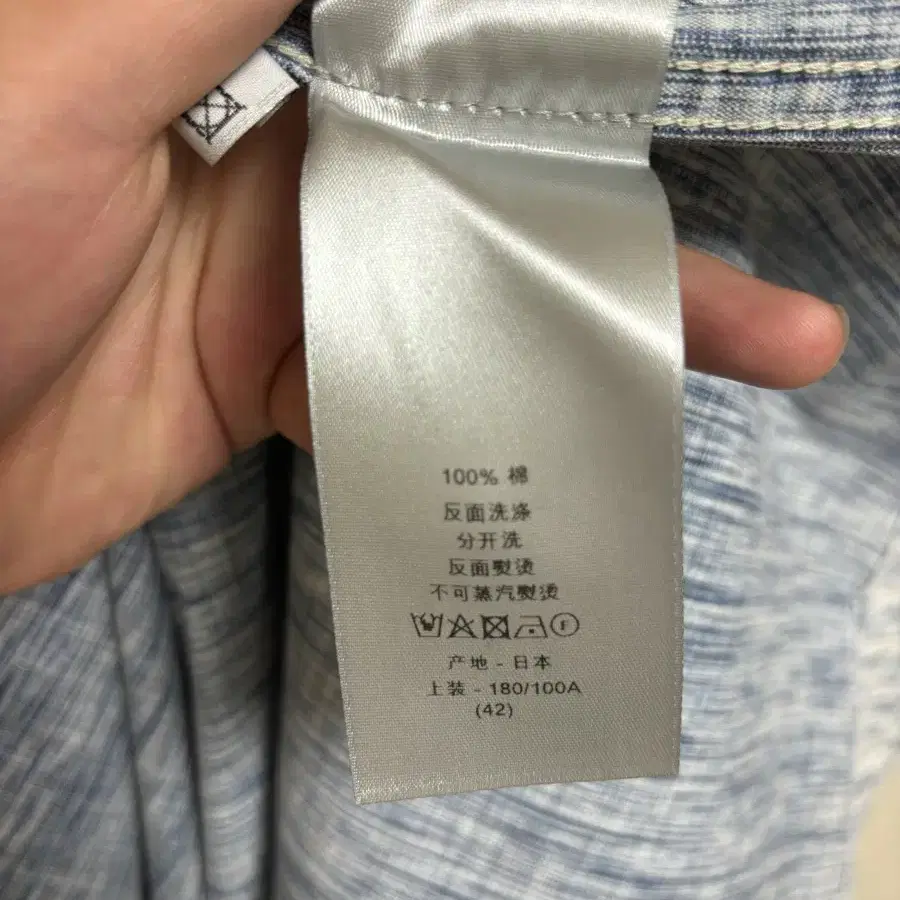 100% 棉
反面洗涤
分开洗
反面熨烫
不可蒸汽熨烫
F
产地 - 日本
上装 - 180/100A
(42)